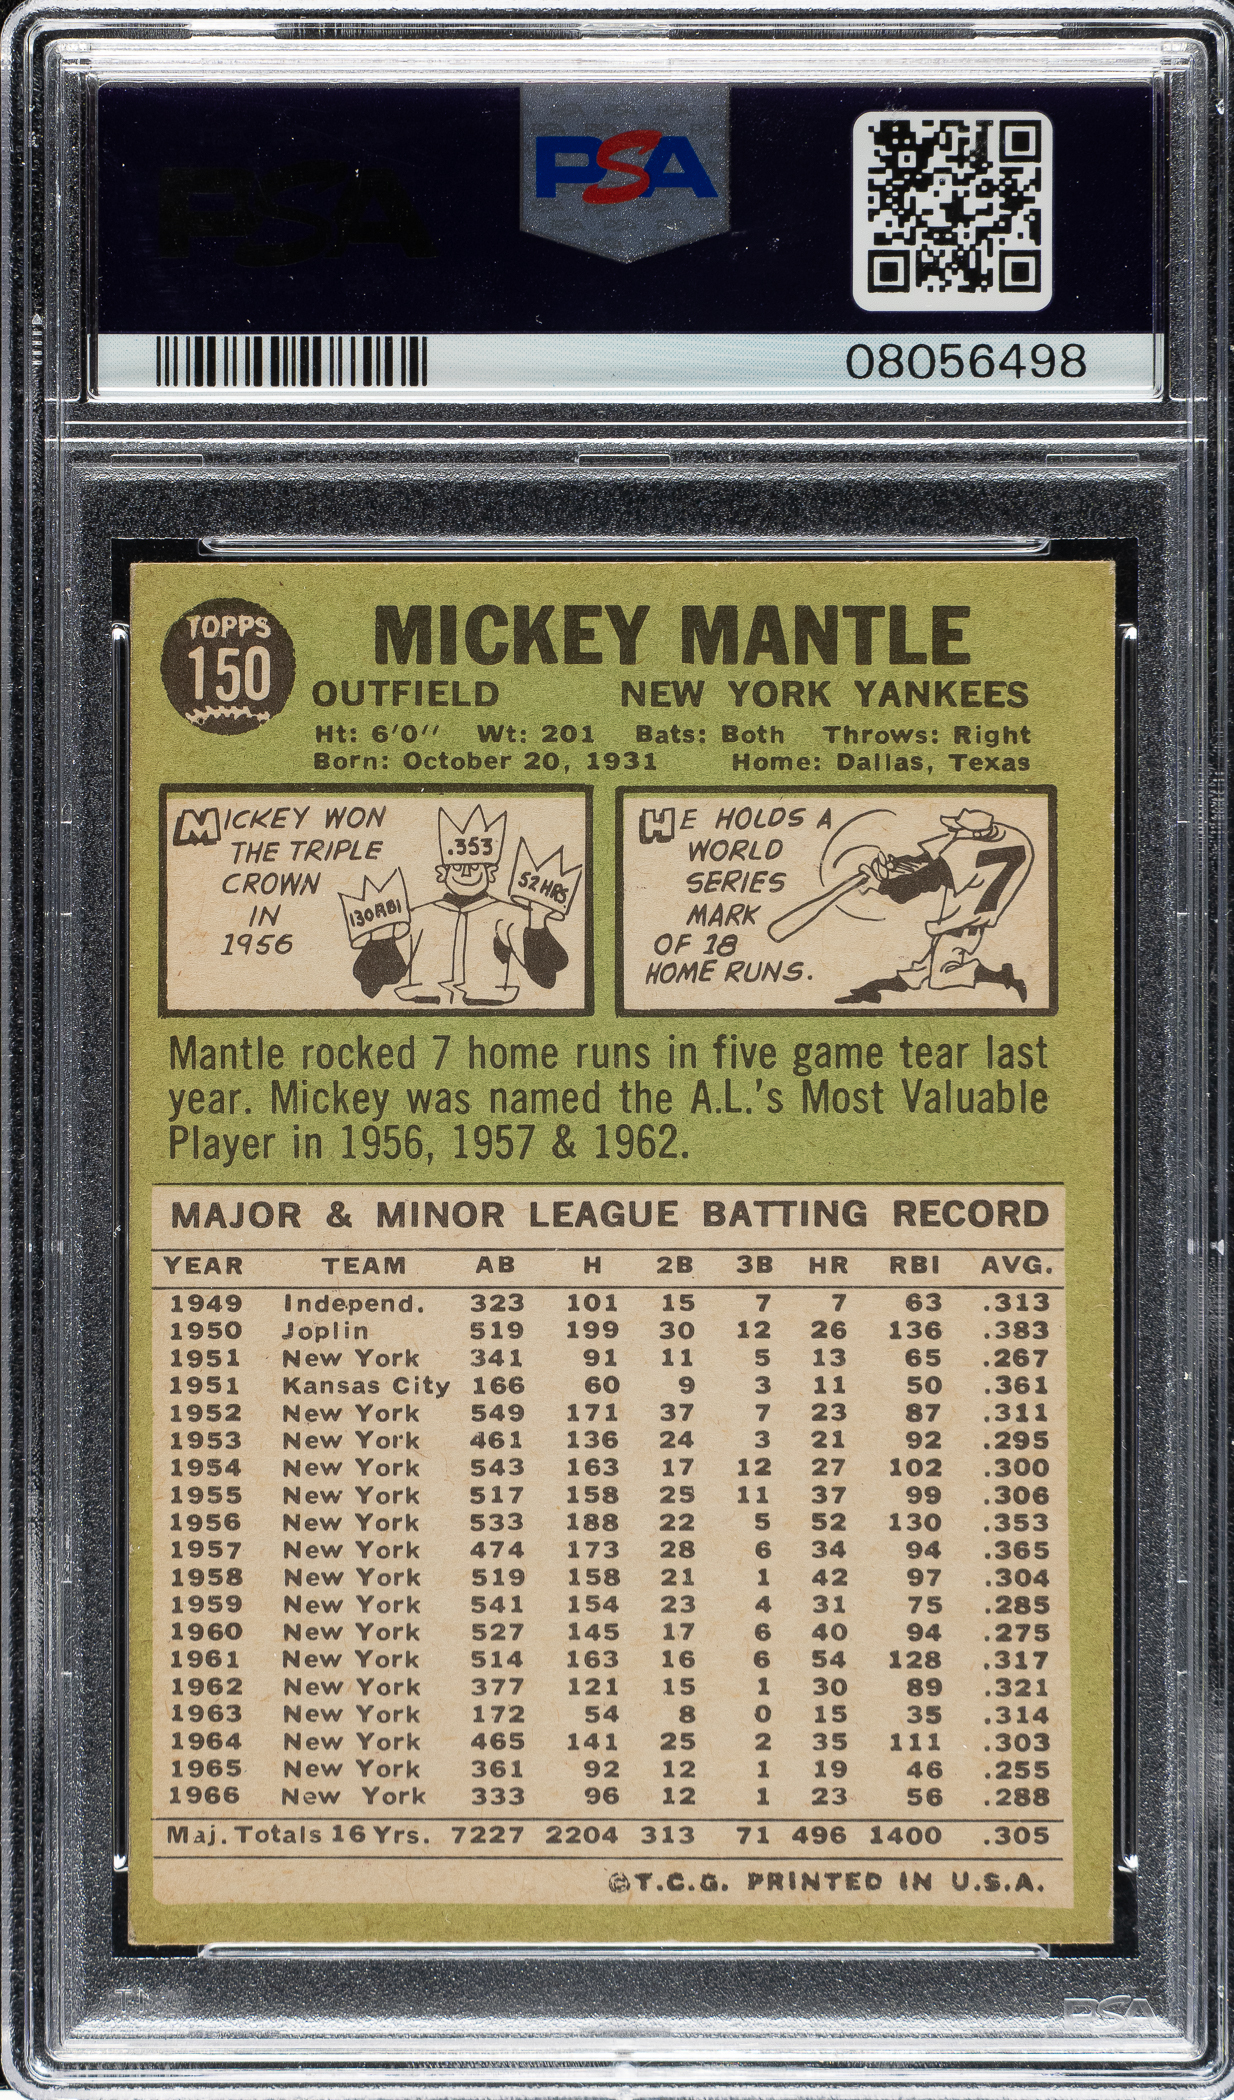 PSA
PSA
08056498
TOPPS
150
MICKEY MANTLE
OUTFIELD NEW YORK YANKEES
Ht: 6'0" Wt: 201 Bats: Both Throws: Right
Born: October 20, 1931 Home: Dallas, Texas
MICKEY WON
THE TRIPLE
CROWN
IN
1956
.353
130 RBI
52 HRS.
HE HOLDS A
WORLD
SERIES
MARK
OF 18
HOME RUNS.
7
Mantle rocked 7 home runs in five game tear last
year. Mickey was named the A.L.'s Most Valuable
Player in 1956, 1957 & 1962.
MAJOR & MINOR LEAGUE BATTING RECORD
YEAR TEAM AB H 2B 3B HR RBI AVG.
1949 Independ. 323 101 15 7 7 63 .313
1950 Joplin 519 199 30 12 26 136 .383
1951 New York 341 91 11 5 13 65 .267
1951 Kansas City 166 60 9 3 11 50 .361
1952 New York 549 171 37 7 23 87 .311
1953 New York 461 136 24 3 21 92 .295
1954 New York 543 163 17 12 27 102 .300
1955 New York 517 158 25 11 37 99 .306
1956 New York 533 188 22 5 52 130 .353
1957 New York 474 173 28 6 34 94 .365
1958 New York 519 158 21 1 42 97 .304
1959 New York 541 154 23 4 31 75 .285
1960 New York 527 145 17 6 40 94 .275
1961 New York 514 163 16 6 54 128 .317
1962 New York 377 121 15 1 30 89 .321
1963 New York 172 54 8 0 15 35 .314
1964 New York 465 141 25 2 35 111 .303
1965 New York 361 92 12 1 19 46 .255
1966 New York 333 96 12 1 23 56 .288
Maj. Totals 16 Yrs. 7227 2204 313 71 496 1400 .305
©T.C.G. PRINTED IN U.S.A.
PSA